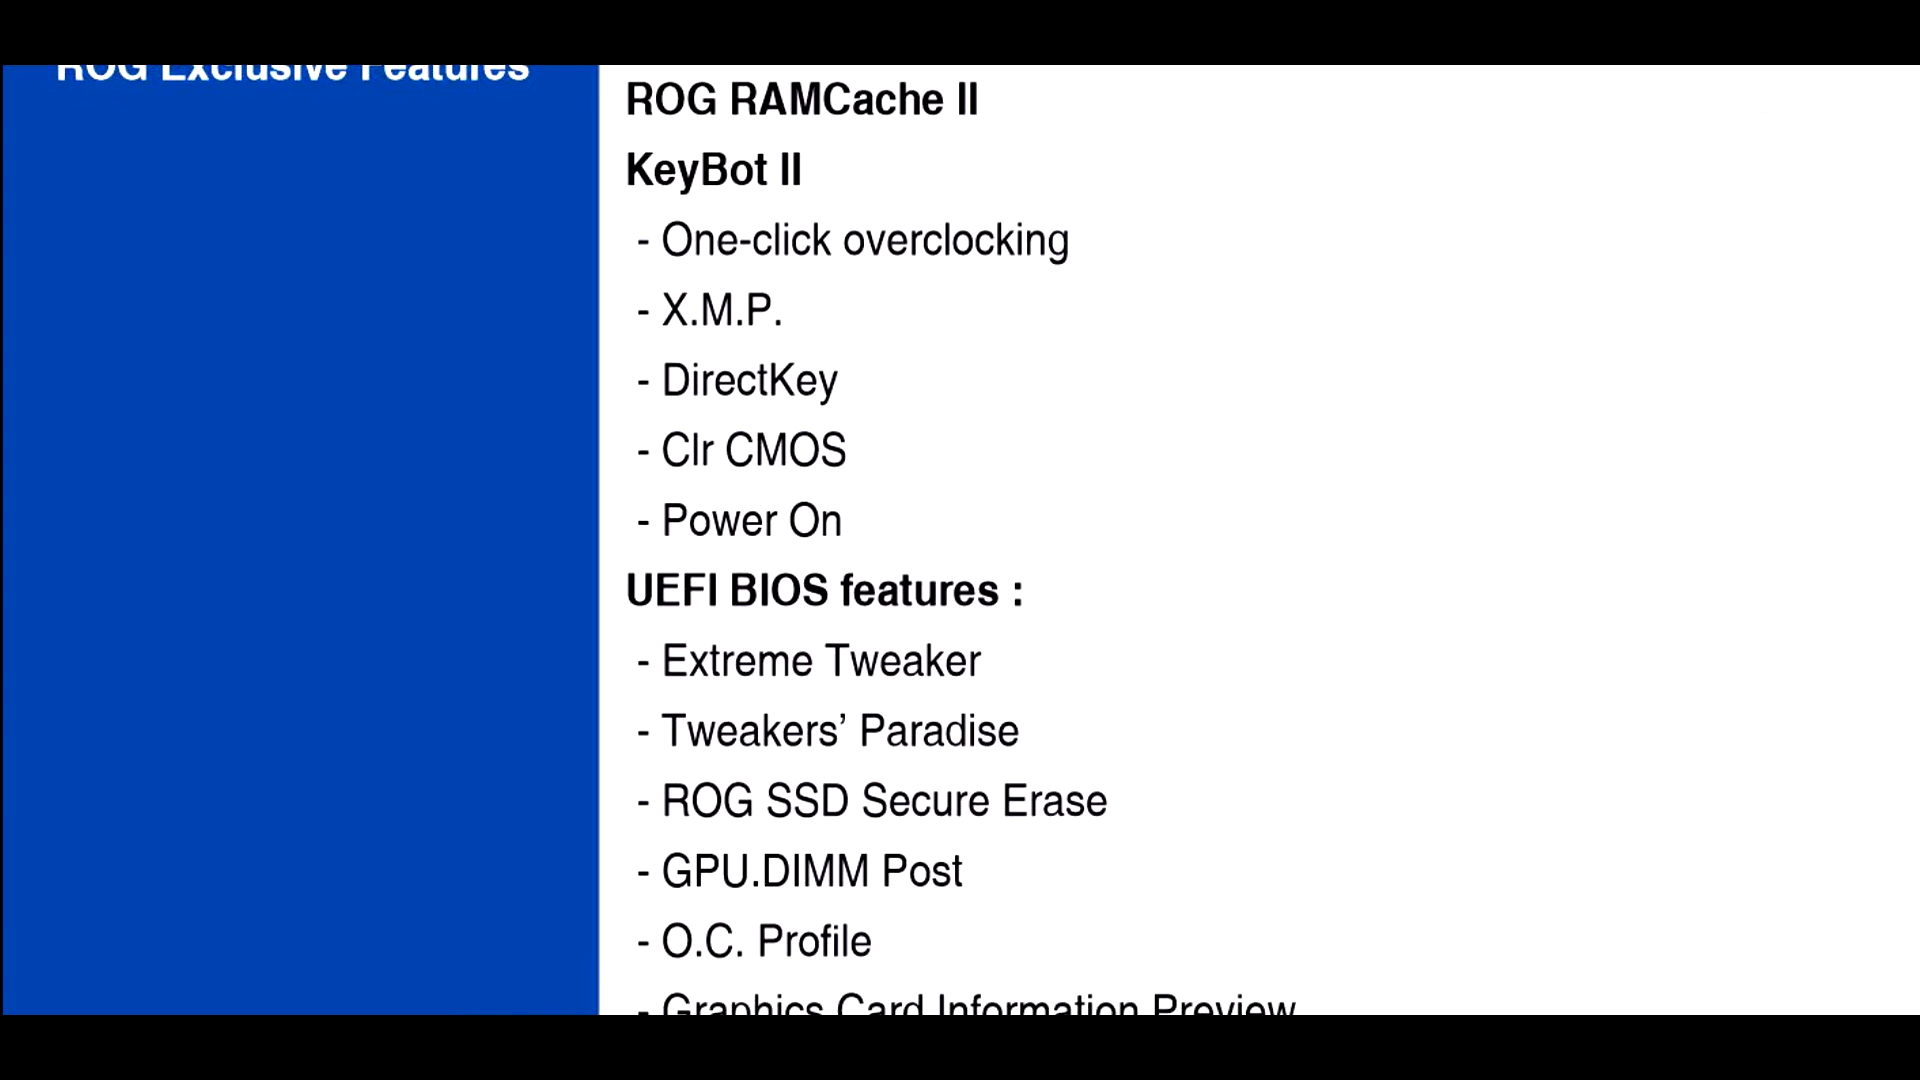 ROG Exclusive Features
ROG RAMCache II
KeyBot II
- One-click overclocking
- X.M.P.
- DirectKey
- Clr CMOS
- Power On
UEFI BIOS features :
- Extreme Tweaker
- Tweakers’ Paradise
- ROG SSD Secure Erase
- GPU.DIMM Post
- O.C. Profile
- Graphics Card Information Preview